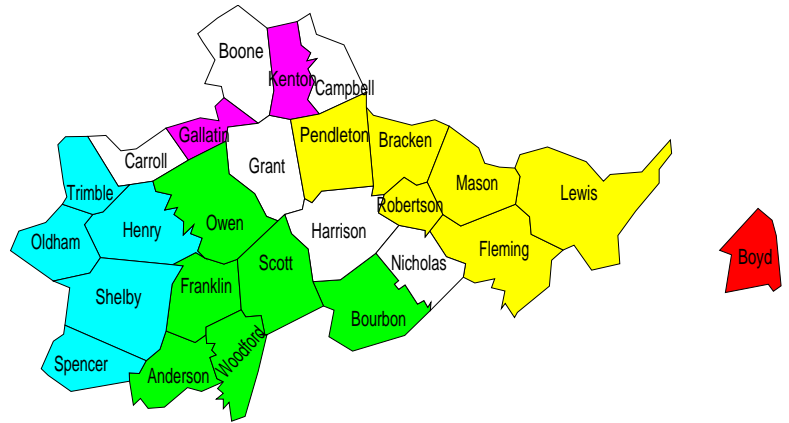 Boone
Kenton
Campbell
Gallatin
Pendleton
Bracken
Carroll
Grant
Mason
Trimble
Lewis
Robertson
Owen
Henry
Harrison
Oldham
Fleming
Boyd
Scott
Nicholas
Franklin
Shelby
Bourbon
Woodford
Spencer
Anderson